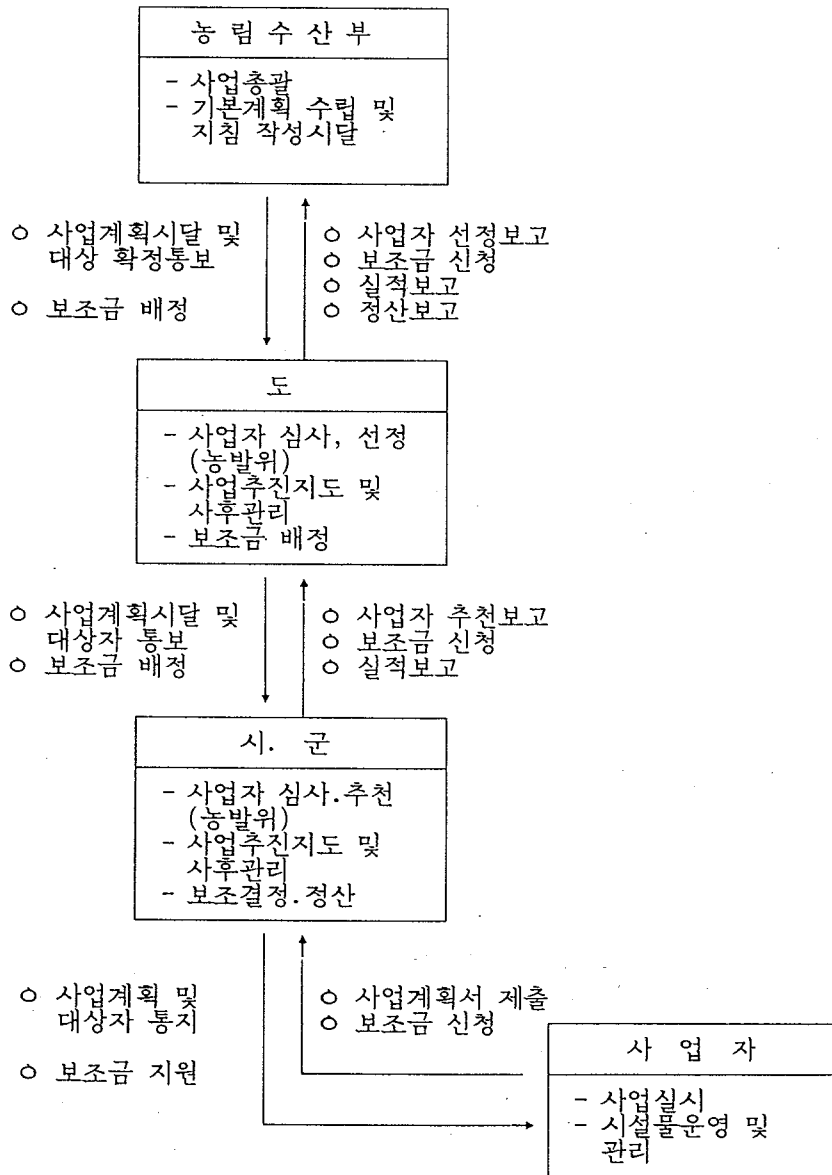 농 림 수 산 부
- 사업총괄
- 기본계획 수립 및
지침 작성시달
ㅇ 사업계획시달 및
대상 확정통보
ㅇ 보조금 배정
ㅇ 사업자 선정보고
ㅇ 보조금 신청
ㅇ 실적보고
ㅇ 정산보고
도
- 사업자 심사, 선정
(농발위)
- 사업추진지도 및
사후관리
- 보조금 배정
ㅇ 사업계획시달 및
대상자 통보
ㅇ 보조금 배정
ㅇ 사업자 추천보고
ㅇ 보조금 신청
ㅇ 실적보고
시. 군
- 사업자 심사.추천
(농발위)
- 사업추진지도 및
사후관리
- 보조결정.정산
ㅇ 사업계획 및
대상자 통지
ㅇ 보조금 지원
ㅇ 사업계획서 제출
ㅇ 보조금 신청
사 업 자
- 사업실시
- 시설물운영 및
관리